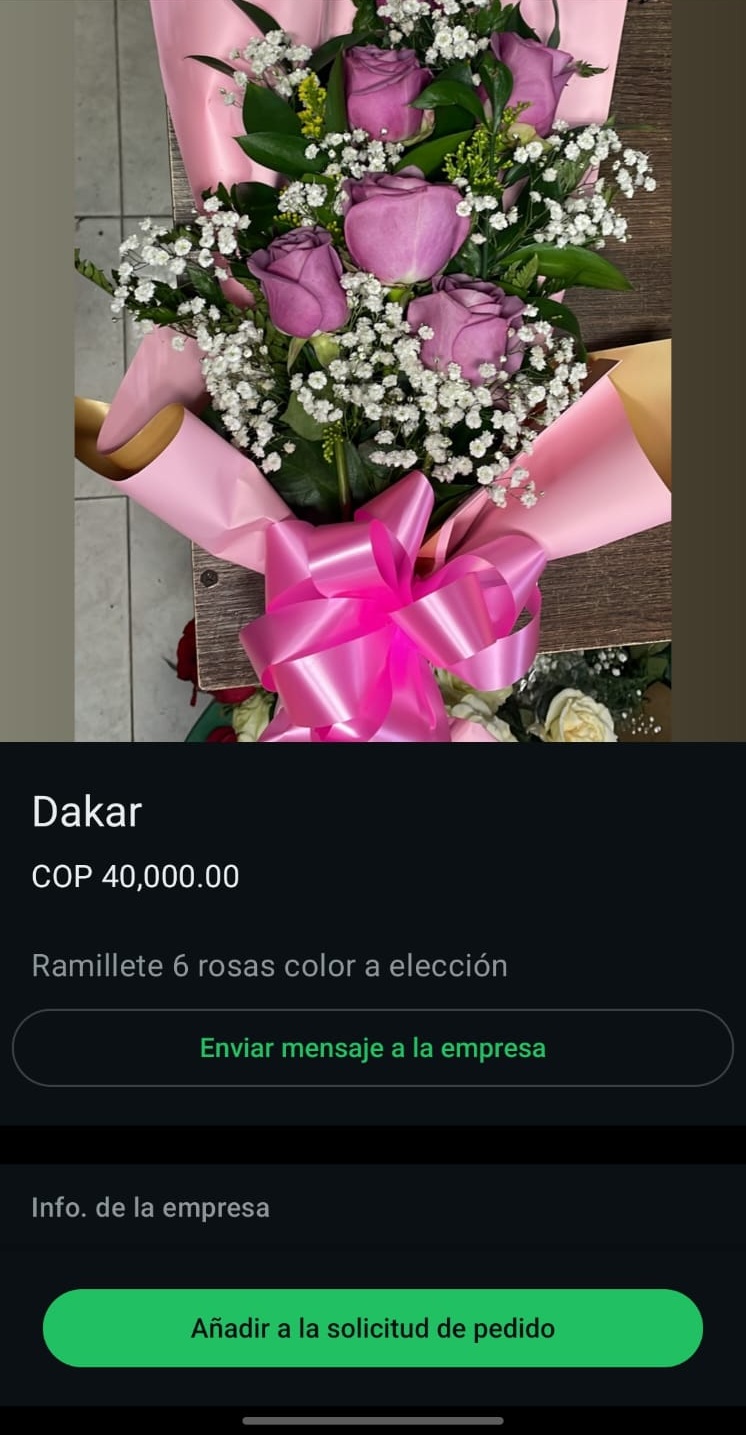 Dakar
COP 40,000.00
Ramillete 6 rosas color a elección
Enviar mensaje a la empresa
Info. de la empresa
Añadir a la solicitud de pedido